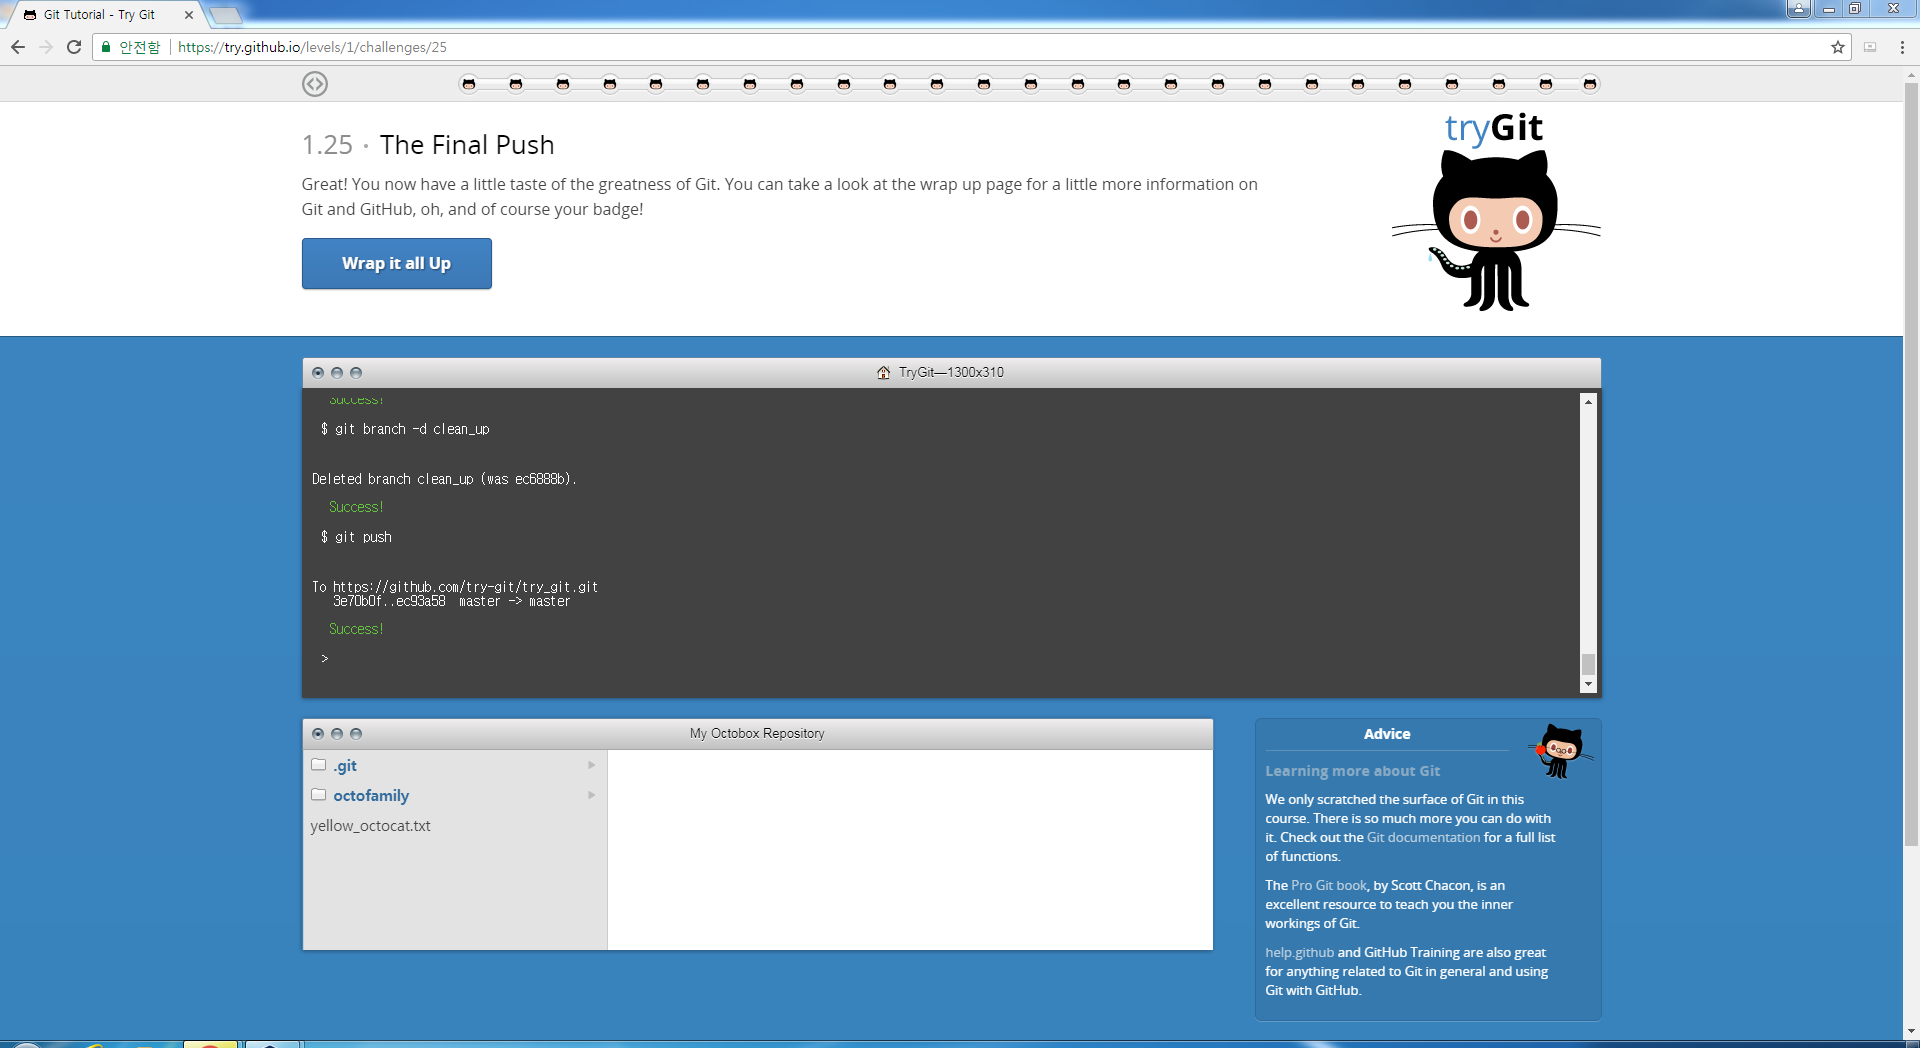 Git Tutorial - Try Git
안전함 https://try.github.io/levels/1/challenges/25
tryGit
1.25 · The Final Push
Great! You now have a little taste of the greatness of Git. You can take a look at the wrap up page for a little more information on
Git and GitHub, oh, and of course your badge!
Wrap it all Up
TryGit—1300x310
Success!
$ git branch -d clean_up
Deleted branch clean_up (was ec6888b).
Success!
$ git push
To https://github.com/try-git/try_git.git
3e70b0f..ec93a58  master -> master
Success!
>
My Octobox Repository
.git
octofamily
yellow_octocat.txt
Advice
Learning more about Git
We only scratched the surface of Git in this
course. There is so much more you can do with
it. Check out the Git documentation for a full list
of functions.
The Pro Git book, by Scott Chacon, is an
excellent resource to teach you the inner
workings of Git.
help.github and GitHub Training are also great
for anything related to Git in general and using
Git with GitHub.